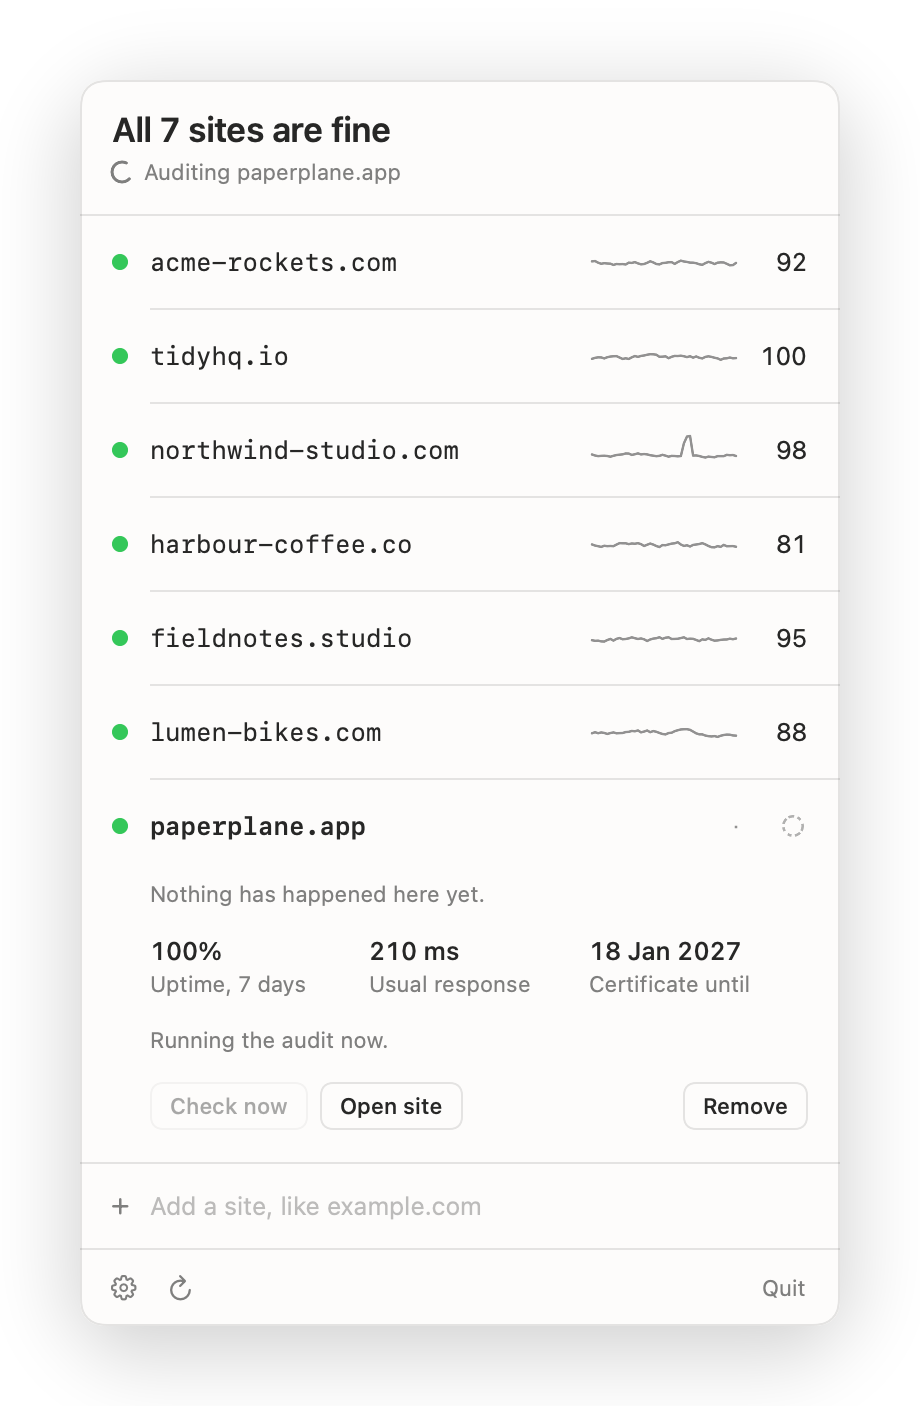 All 7 sites are fine
Auditing paperplane.app
acme-rockets.com 92
tidyhq.io 100
northwind-studio.com 98
harbour-coffee.co 81
fieldnotes.studio 95
lumen-bikes.com 88
paperplane.app
Nothing has happened here yet.
100% 210 ms 18 Jan 2027
Uptime, 7 days Usual response Certificate until
Running the audit now.
Check now Open site Remove
+ Add a site, like example.com
Quit